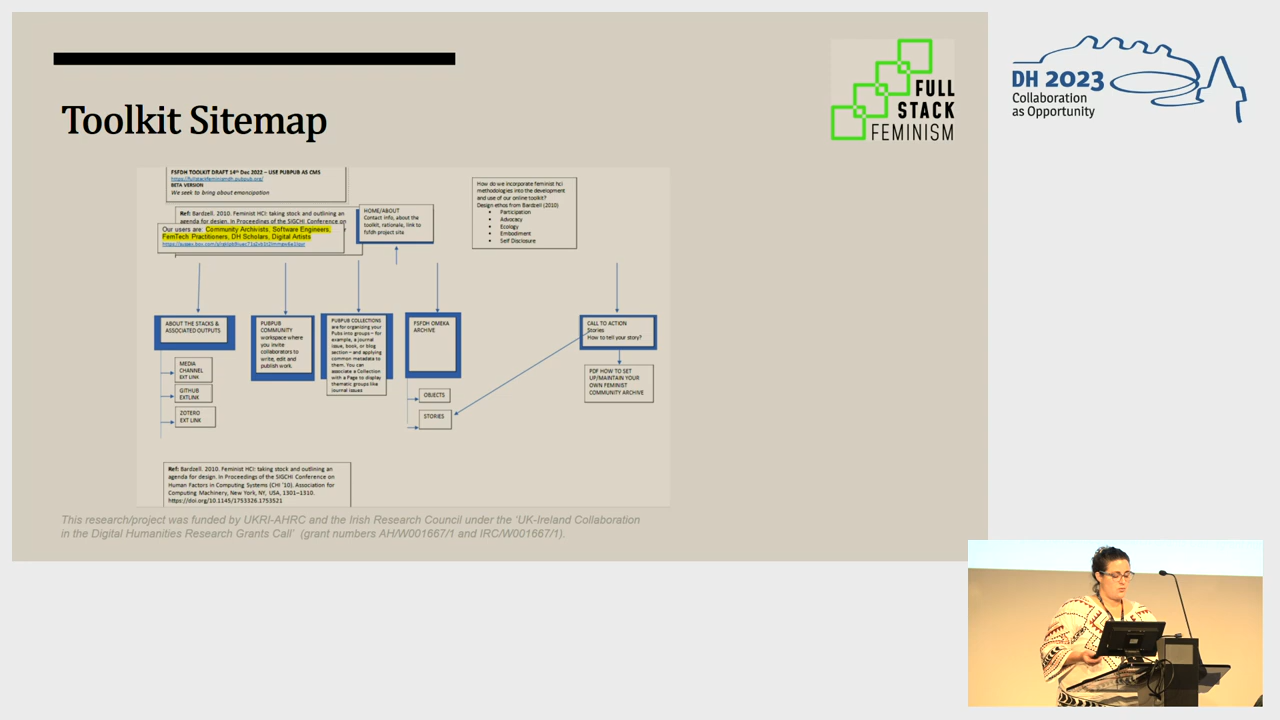 Toolkit Sitemap
FULL
STACK
FEMINISM
DH 2023
Collaboration
as Opportunity
FSFDH TOOLKIT DRAFT 14th Dec 2022 – USE PUBPUB AS CMS
BETA VERSION
We seek to bring about emancipation
Ref: Bardzell. 2010. Feminist HCI: taking stock and outlining an
agenda for design. In Proceedings of the SIGCHI Conference on
Our users are. Community Archivists, Software Engineers,
FemTech Practitioners, DH Scholars, Digital Artists
HOME/ABOUT
Contact info, about the
toolkit, rationale, link to
fsfdh project site
How do we incorporate feminist hci
methodologies into the development
and use of our online toolkit?
Design ethos from Bardzell (2010)
• Participation
• Advocacy
• Ecology
• Embodiment
• Self Disclosure
ABOUT THE STACKS &
ASSOCIATED OUTPUTS
MEDIA
CHANNEL
EXT LINK
GITHUB
EXTLINK
ZOTERO
EXT LINK
PUBPUB
COMMUNITY
workspace where
you invite
collaborators to
write, edit and
publish work.
PUBPUB COLLECTIONS
are for organizing your
Pubs into groups – for
example, a journal
issue, book, or blog
section – and applying
common metadata to
them. You can
associate a Collection
with a Page to display
thematic groups like
journal issues
FSFDH OMEKA
ARCHIVE
OBJECTS
STORIES
CALL TO ACTION
Stories
How to tell your story?
PDF HOW TO SET
UP/MAINTAIN YOUR
OWN FEMINIST
COMMUNITY ARCHIVE
Ref: Bardzell. 2010. Feminist HCI: taking stock and outlining an
agenda for design. In Proceedings of the SIGCHI Conference on
Human Factors in Computing Systems (CHI '10). Association for
Computing Machinery, New York, NY, USA, 1301–1310.
https://doi.org/10.1145/1753326.1753521
This research/project was funded by UKRI-AHRC and the Irish Research Council under the 'UK-Ireland Collaboration
in the Digital Humanities Research Grants Call' (grant numbers AH/W001667/1 and IRC/W001667/1).